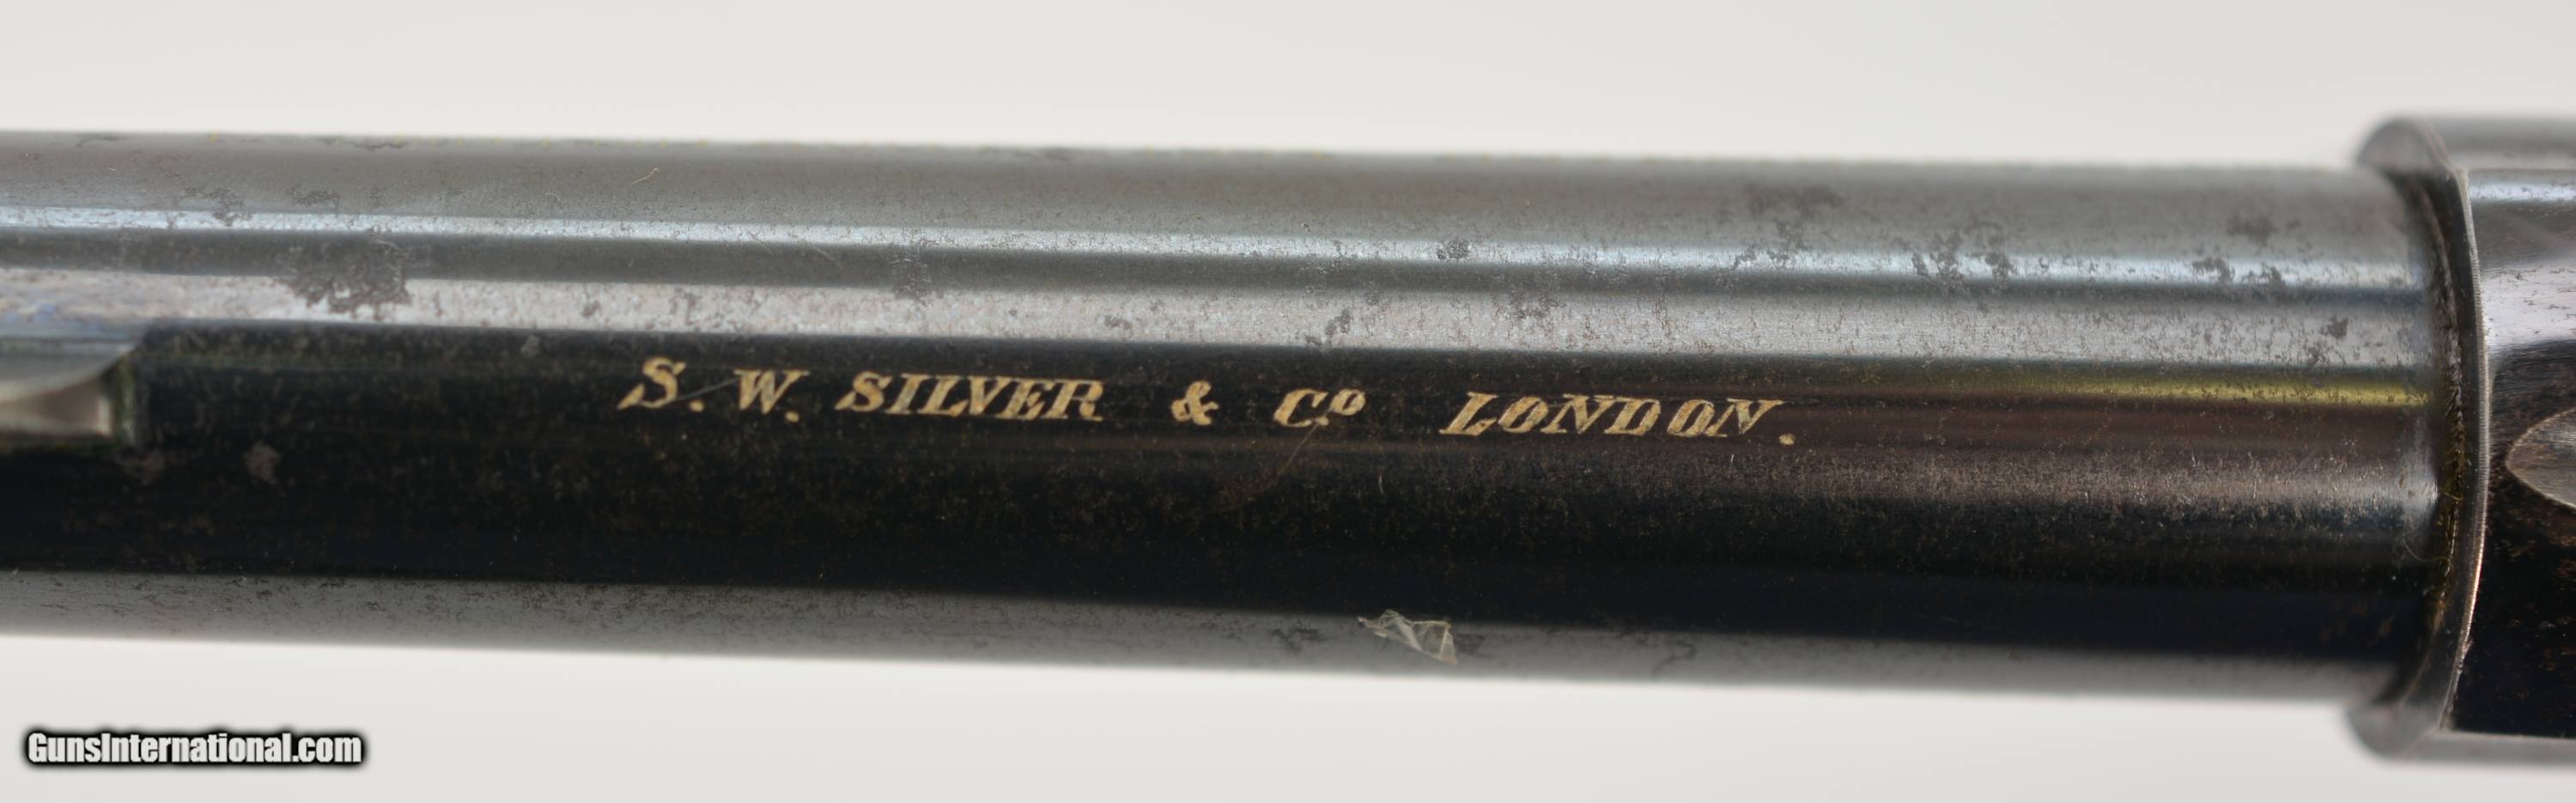 S. W. SILVER & Cº LONDON.
GunsInternational.com